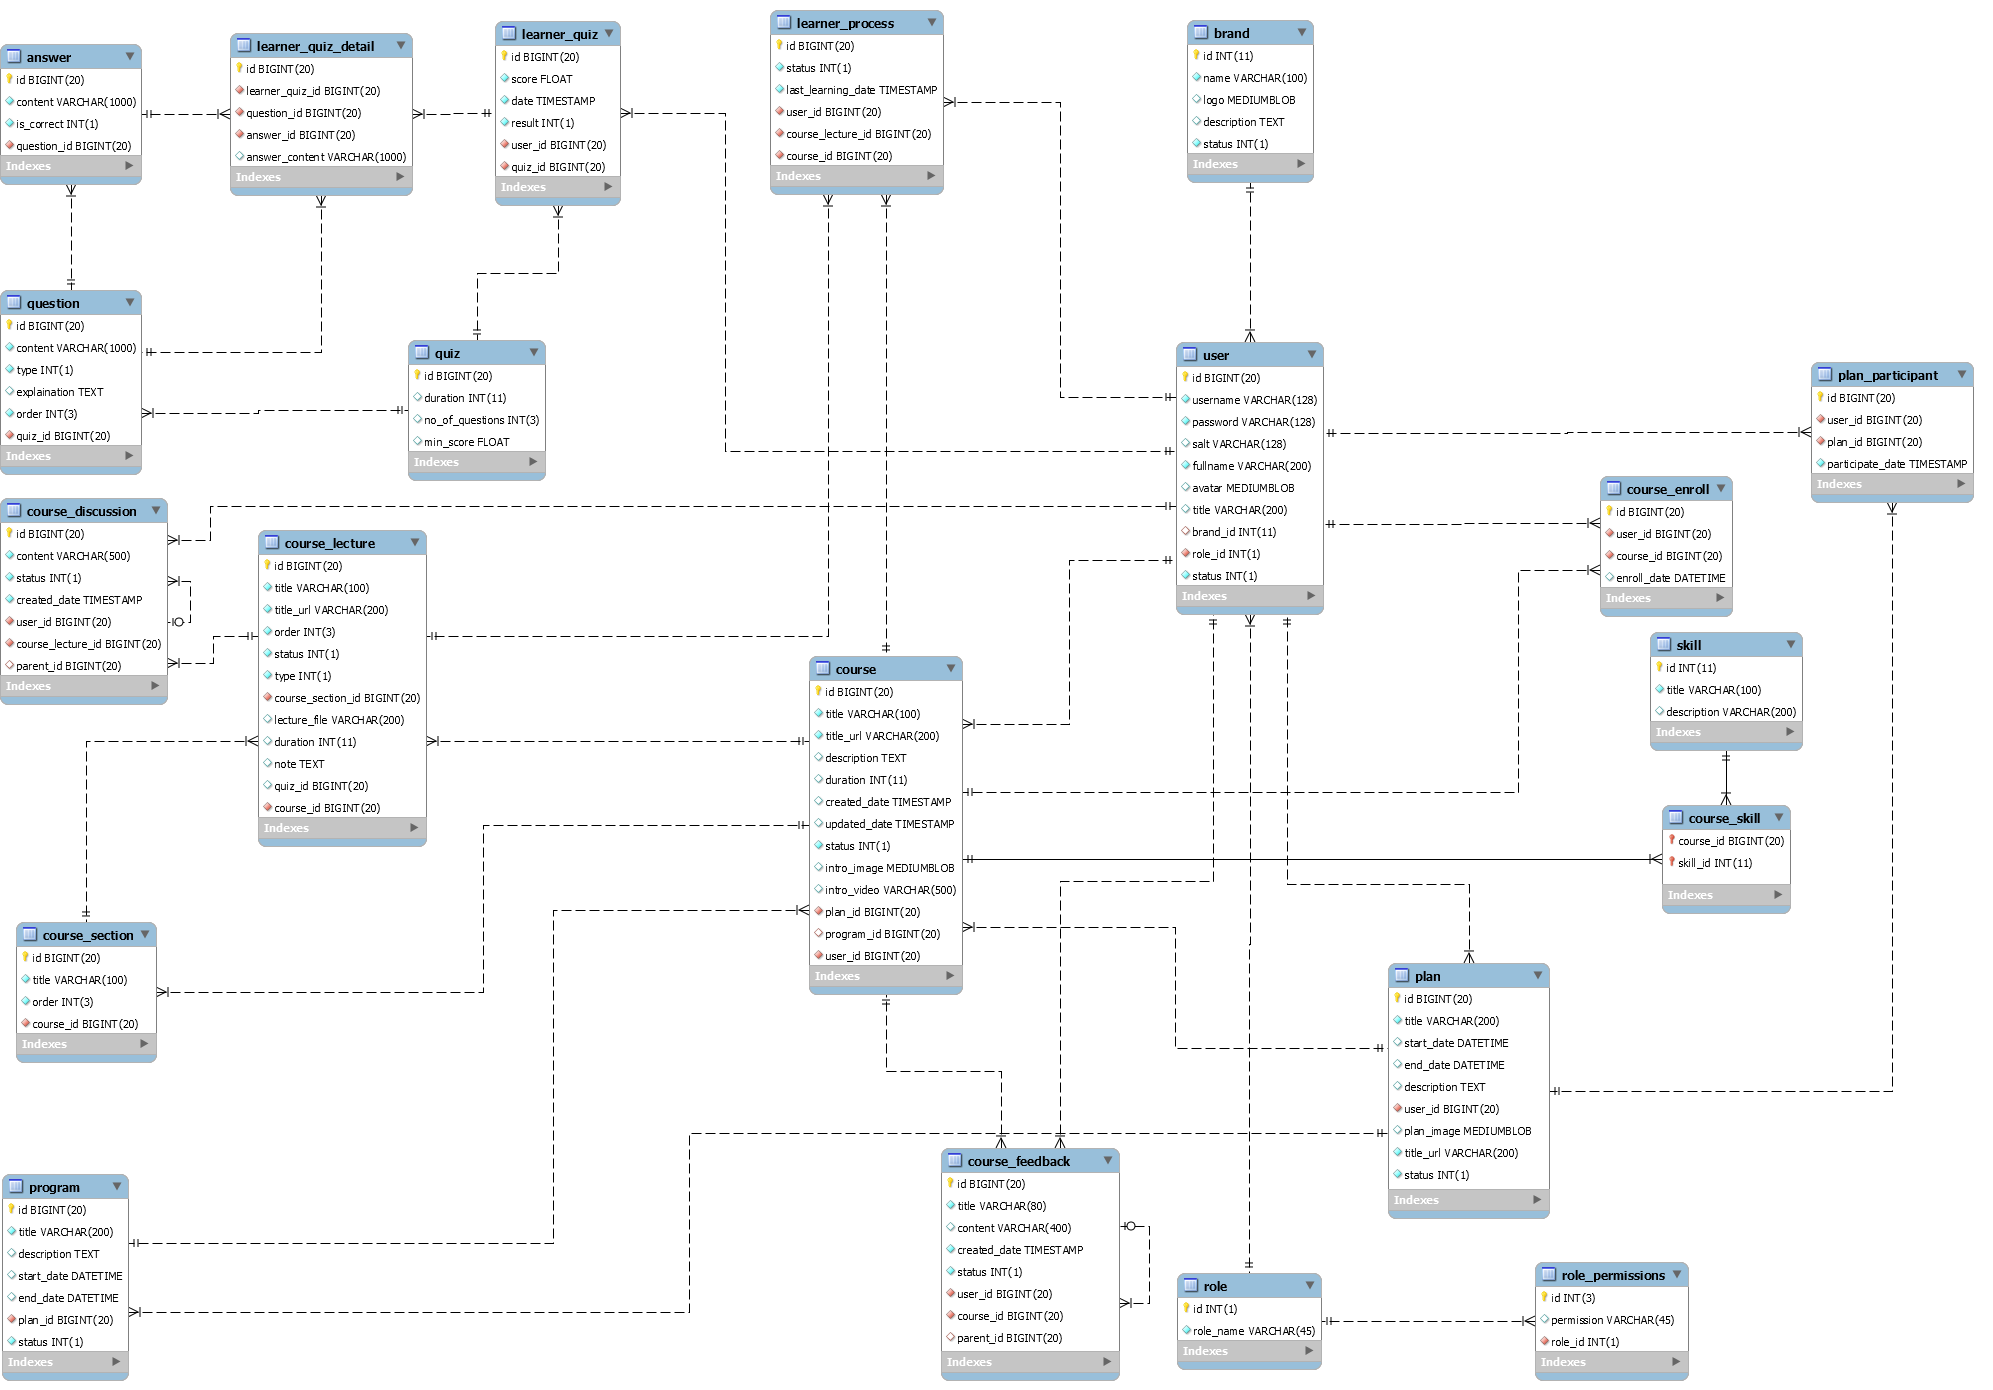 answer
id BIGINT(20)
content VARCHAR(1000)
is_correct INT(1)
question_id BIGINT(20)
Indexes
learner_quiz_detail
id BIGINT(20)
learner_quiz_id BIGINT(20)
question_id BIGINT(20)
answer_id BIGINT(20)
answer_content VARCHAR(1000)
Indexes
learner_quiz
id BIGINT(20)
score FLOAT
date TIMESTAMP
result INT(1)
user_id BIGINT(20)
quiz_id BIGINT(20)
Indexes
learner_process
id BIGINT(20)
status INT(1)
last_learning_date TIMESTAMP
user_id BIGINT(20)
course_lecture_id BIGINT(20)
course_id BIGINT(20)
Indexes
brand
id INT(11)
name VARCHAR(100)
logo MEDIUMBLOB
description TEXT
status INT(1)
Indexes
question
id BIGINT(20)
content VARCHAR(1000)
type INT(1)
explaination TEXT
order INT(3)
quiz_id BIGINT(20)
Indexes
quiz
id BIGINT(20)
duration INT(11)
no_of_questions INT(3)
min_score FLOAT
Indexes
user
id BIGINT(20)
username VARCHAR(128)
password VARCHAR(128)
salt VARCHAR(128)
fullname VARCHAR(200)
avatar MEDIUMBLOB
title VARCHAR(200)
brand_id INT(11)
role_id INT(1)
status INT(1)
Indexes
plan_participant
id BIGINT(20)
user_id BIGINT(20)
plan_id BIGINT(20)
participate_date TIMESTAMP
Indexes
course_enroll
id BIGINT(20)
user_id BIGINT(20)
course_id BIGINT(20)
enroll_date DATETIME
Indexes
course_discussion
id BIGINT(20)
content VARCHAR(500)
status INT(1)
created_date TIMESTAMP
user_id BIGINT(20)
course_lecture_id BIGINT(20)
parent_id BIGINT(20)
Indexes
course_lecture
id BIGINT(20)
title VARCHAR(100)
title_url VARCHAR(200)
order INT(3)
status INT(1)
type INT(1)
course_section_id BIGINT(20)
lecture_file VARCHAR(200)
duration INT(11)
note TEXT
quiz_id BIGINT(20)
course_id BIGINT(20)
Indexes
course
id BIGINT(20)
title VARCHAR(100)
title_url VARCHAR(200)
description TEXT
duration INT(11)
created_date TIMESTAMP
updated_date TIMESTAMP
status INT(1)
intro_image MEDIUMBLOB
intro_video VARCHAR(500)
plan_id BIGINT(20)
program_id BIGINT(20)
user_id BIGINT(20)
Indexes
skill
id INT(11)
title VARCHAR(100)
description VARCHAR(200)
Indexes
course_skill
course_id BIGINT(20)
skill_id INT(11)
Indexes
course_section
id BIGINT(20)
title VARCHAR(100)
order INT(3)
course_id BIGINT(20)
Indexes
plan
id BIGINT(20)
title VARCHAR(200)
start_date DATETIME
end_date DATETIME
description TEXT
user_id BIGINT(20)
plan_image MEDIUMBLOB
title_url VARCHAR(200)
status INT(1)
Indexes
program
id BIGINT(20)
title VARCHAR(200)
description TEXT
start_date DATETIME
end_date DATETIME
plan_id BIGINT(20)
status INT(1)
Indexes
course_feedback
id BIGINT(20)
title VARCHAR(80)
content VARCHAR(400)
created_date TIMESTAMP
status INT(1)
user_id BIGINT(20)
course_id BIGINT(20)
parent_id BIGINT(20)
Indexes
role
id INT(1)
role_name VARCHAR(45)
Indexes
role_permissions
id INT(3)
permission VARCHAR(45)
role_id INT(1)
Indexes